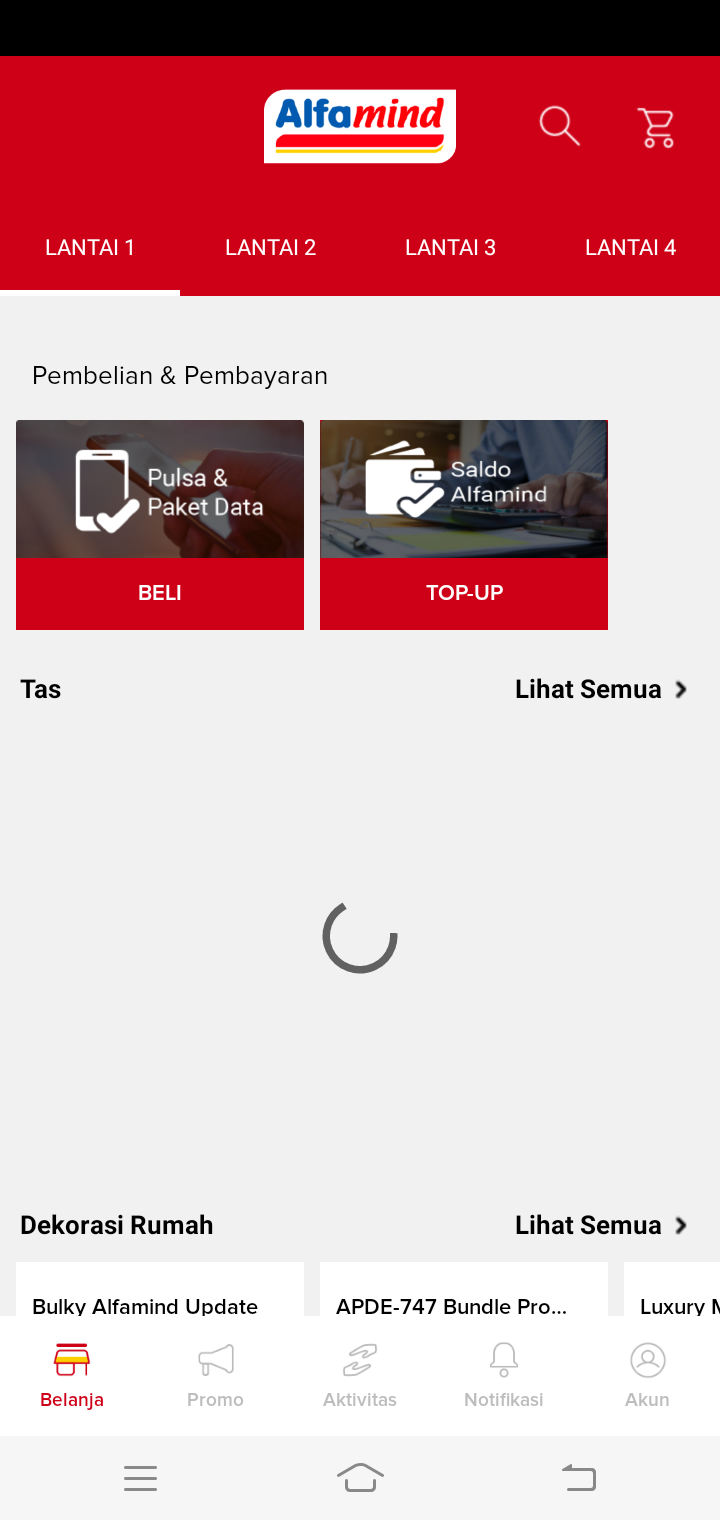 Alfamind
LANTAI 1
LANTAI 2
LANTAI 3
LANTAI 4
Pembelian & Pembayaran
Pulsa &
Paket Data
Saldo
Alfamind
BELI
TOP-UP
Tas
Lihat Semua
Dekorasi Rumah
Lihat Semua
Bulky Alfamind Update
APDE-747 Bundle Pro...
Luxury M
Belanja
Promo
Aktivitas
Notifikasi
Akun